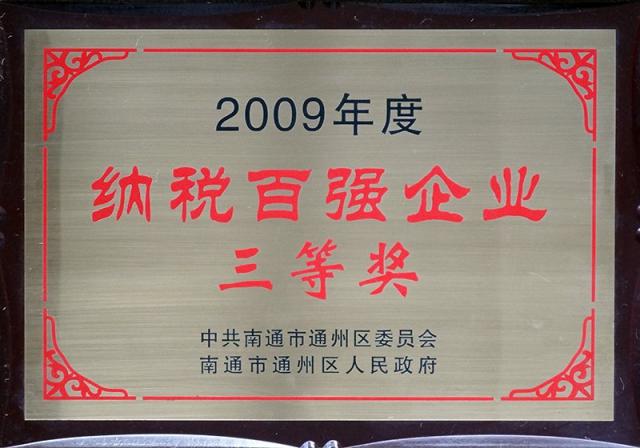 2009年度
纳税百强企业
三等奖
中共南通市通州区委员会
南通市通州区人民政府